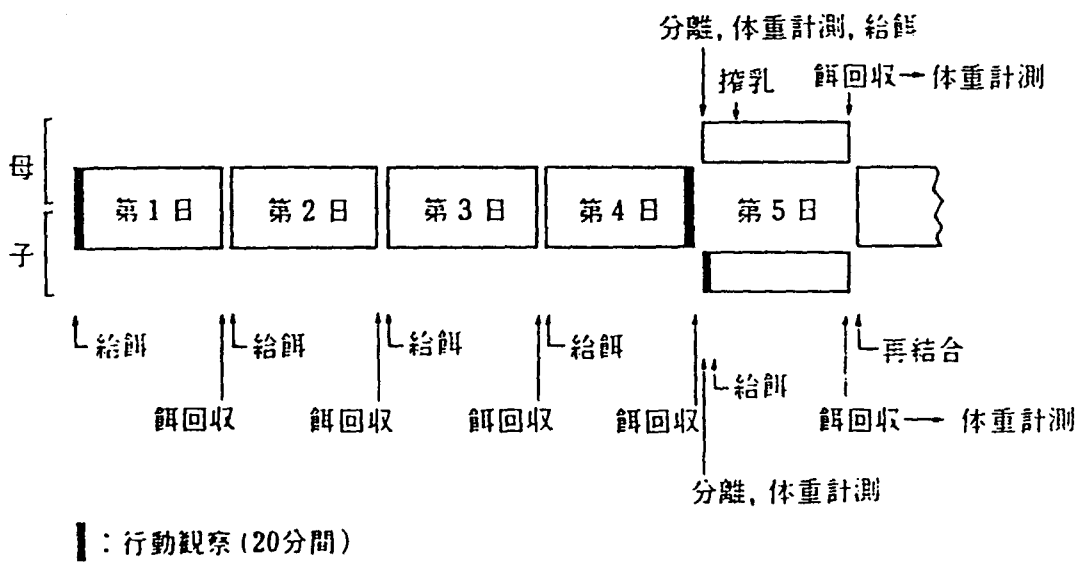 分離, 体重計測, 給餌
搾乳 餌回収→体重計測
母
第1日 第2日 第3日 第4日 第5日
子
給餌 給餌 給餌 給餌 再結合
給餌
餌回収 餌回収 餌回収 餌回収 餌回収→体重計測
分離, 体重計測
:行動観察(20分間)